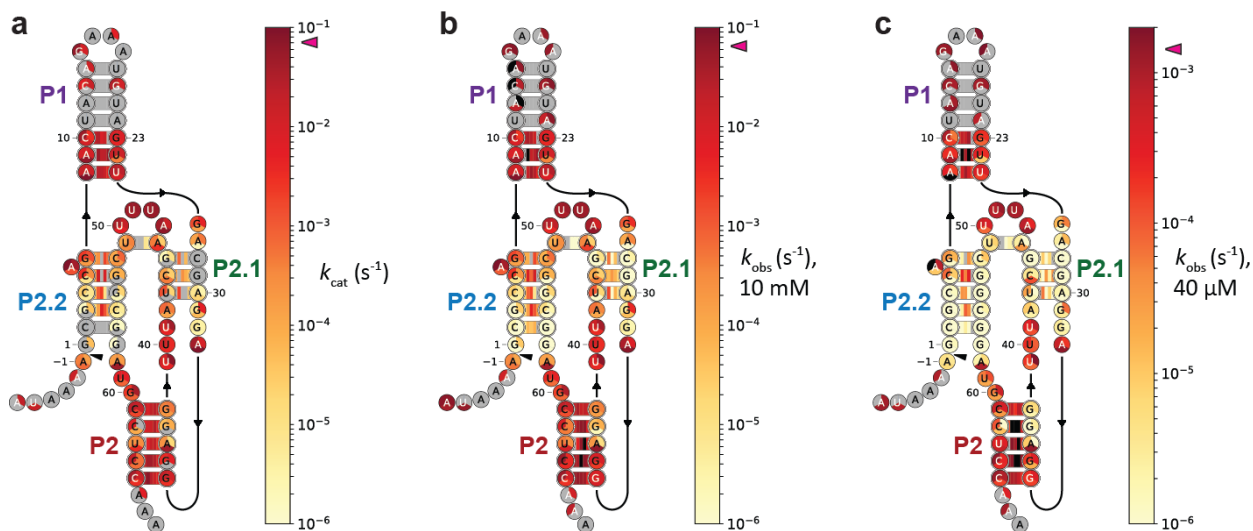 a
A A
G A
A U
P1
C G
A U
U A
10 C G 23
A U
A U
U U
50 U A
G
U A
A
A G C G C
P2.1
C G C G
C G U A 30
P2.2
G C A G
C G U G
1 G G 40 U A
−1 A A U
A U A A A
U
60 G
C G
C G
P2
U A
C G
C G
A A A
10⁻¹
10⁻²
10⁻³
10⁻⁴
10⁻⁵
10⁻⁶
kcat (s⁻¹)
b
A A
G A
A U
P1
C G
A U
U A
10 C G 23
A U
A U
U U
50 U A
G
U A
A
A G C G C
P2.1
C G C G
C G U A 30
P2.2
G C A G
C G U G
1 G G 40 U A
−1 A A U
A U A A A
U
60 G
C G
C G
P2
U A
C G
C G
A A A
10⁻¹
10⁻²
10⁻³
10⁻⁴
10⁻⁵
10⁻⁶
kobs (s⁻¹),
10 mM
c
A A
G A
A U
P1
C G
A U
U A
10 C G 23
A U
A U
U U
50 U A
G
U A
A
A G C G C
P2.1
C G C G
C G U A 30
P2.2
G C A G
C G U G
1 G G 40 U A
−1 A A U
A U A A A
U
60 G
C G
C G
P2
U A
C G
C G
A A A
10⁻³
10⁻⁴
10⁻⁵
10⁻⁶
kobs (s⁻¹),
40 µM